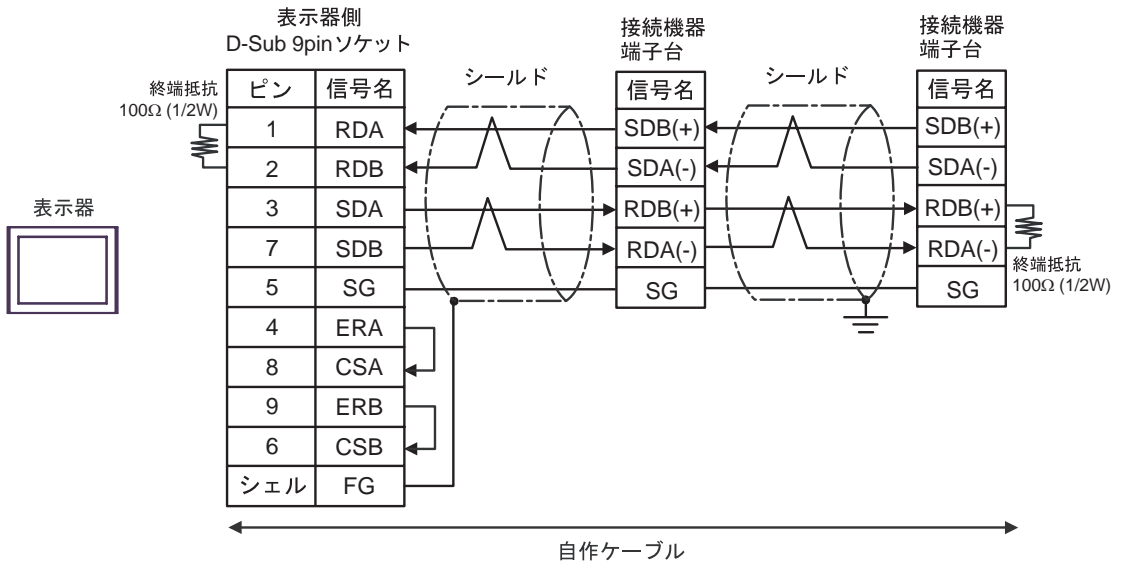 表示器側
D-Sub 9pinソケット
接続機器
端子台
接続機器
端子台
終端抵抗
100Ω (1/2W)
シールド
シールド
ピン 信号名 信号名 信号名
1 RDA SDB(+) SDB(+)
2 RDB SDA(-) SDA(-)
3 SDA RDB(+) RDB(+)
7 SDB RDA(-) RDA(-)
5 SG SG SG
4 ERA
8 CSA
9 ERB
6 CSB
シェル FG
表示器
終端抵抗
100Ω (1/2W)
自作ケーブル